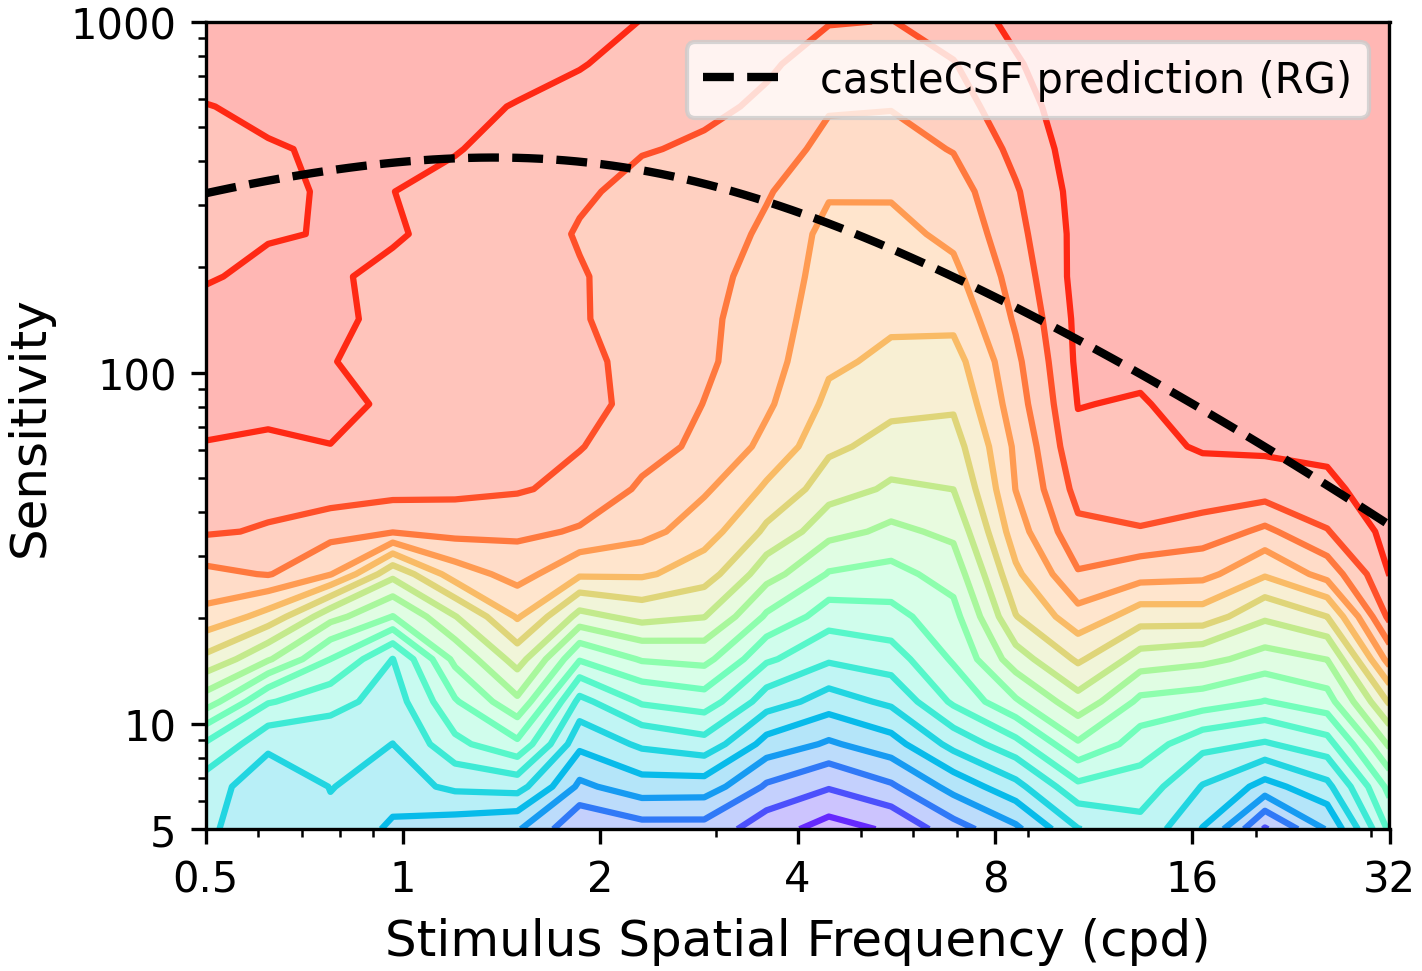 1000
castleCSF prediction (RG)
Sensitivity
100
10
5
0.5 1 2 4 8 16 32
Stimulus Spatial Frequency (cpd)